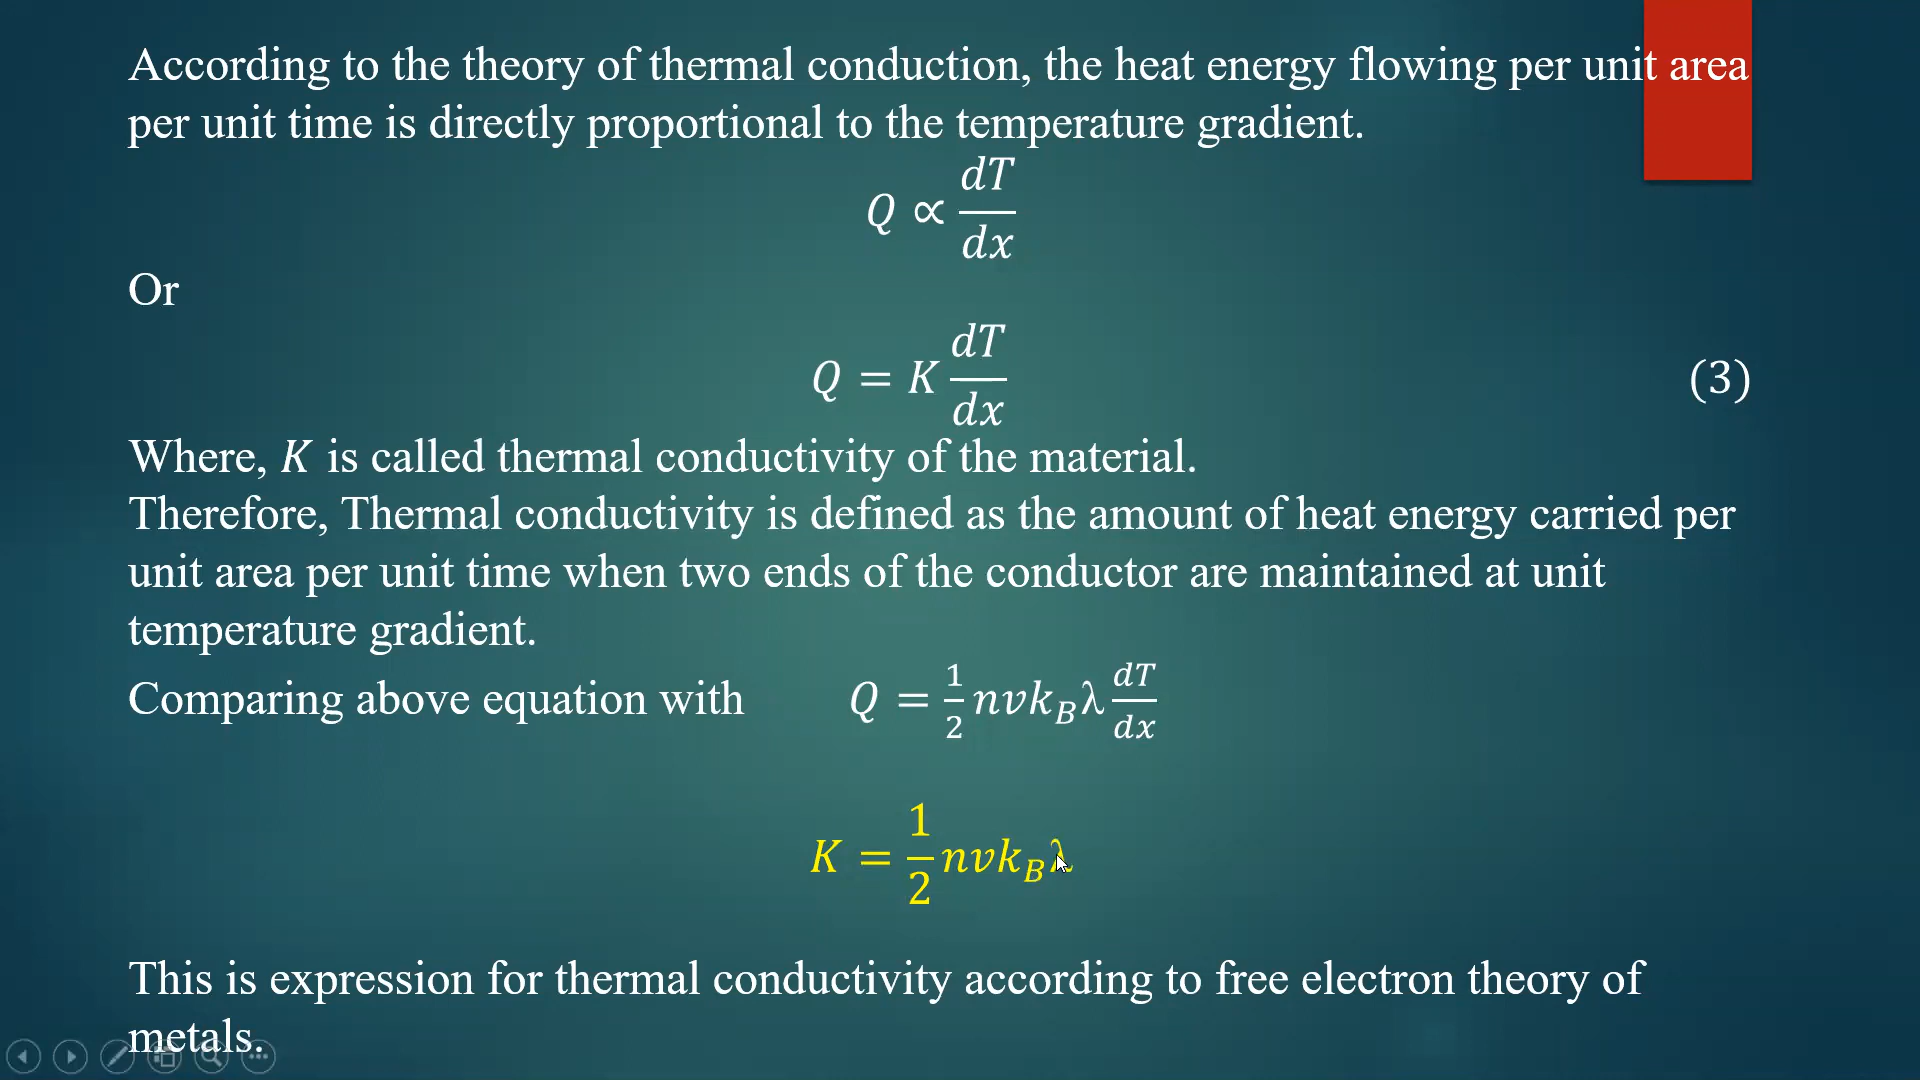 According to the theory of thermal conduction, the heat energy flowing per unit area
per unit time is directly proportional to the temperature gradient.
Q ∝ dT/dx
Or
Q = K dT/dx (3)
Where, K is called thermal conductivity of the material.
Therefore, Thermal conductivity is defined as the amount of heat energy carried per
unit area per unit time when two ends of the conductor are maintained at unit
temperature gradient.
Comparing above equation with Q = 1/2 nvk_Bλ dT/dx
K = 1/2 nvk_Bλ
This is expression for thermal conductivity according to free electron theory of
metals.